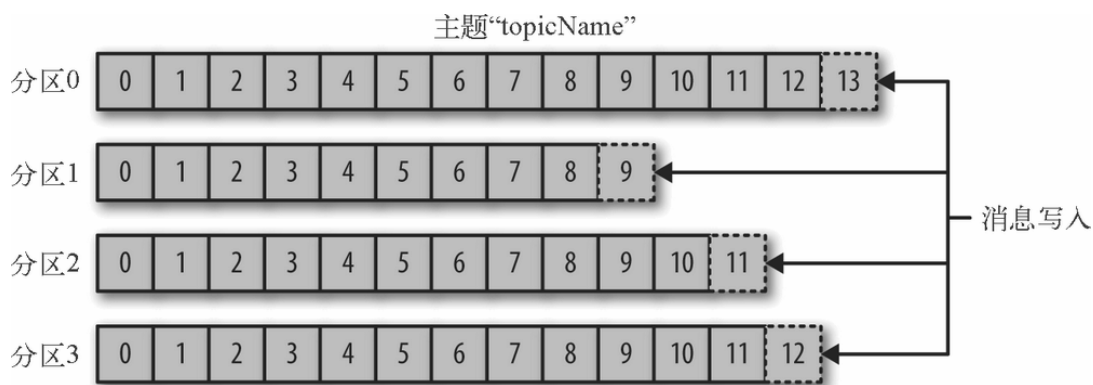 主题“topicName”
分区0 0 1 2 3 4 5 6 7 8 9 10 11 12 13
分区1 0 1 2 3 4 5 6 7 8 9
消息写入
分区2 0 1 2 3 4 5 6 7 8 9 10 11
分区3 0 1 2 3 4 5 6 7 8 9 10 11 12